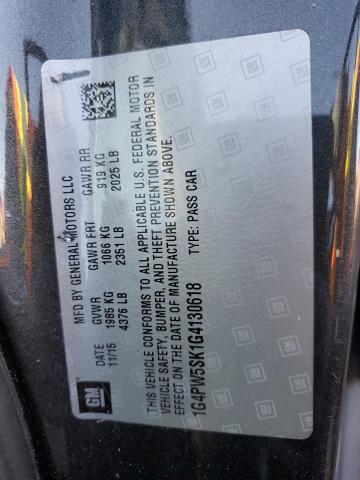 MFD BY GENERAL MOTORS LLC
DATE GVWR GAWR FRT GAWR RR
11/15 1985 KG 1066 KG 919 KG
4376 LB 2351 LB 2025 LB
THIS VEHICLE CONFORMS TO ALL APPLICABLE U.S. FEDERAL MOTOR
VEHICLE SAFETY, BUMPER, AND THEFT PREVENTION STANDARDS IN
EFFECT ON THE DATE OF MANUFACTURE SHOWN ABOVE.
1G4PW5SK1G4130618 TYPE: PASS CAR
GM